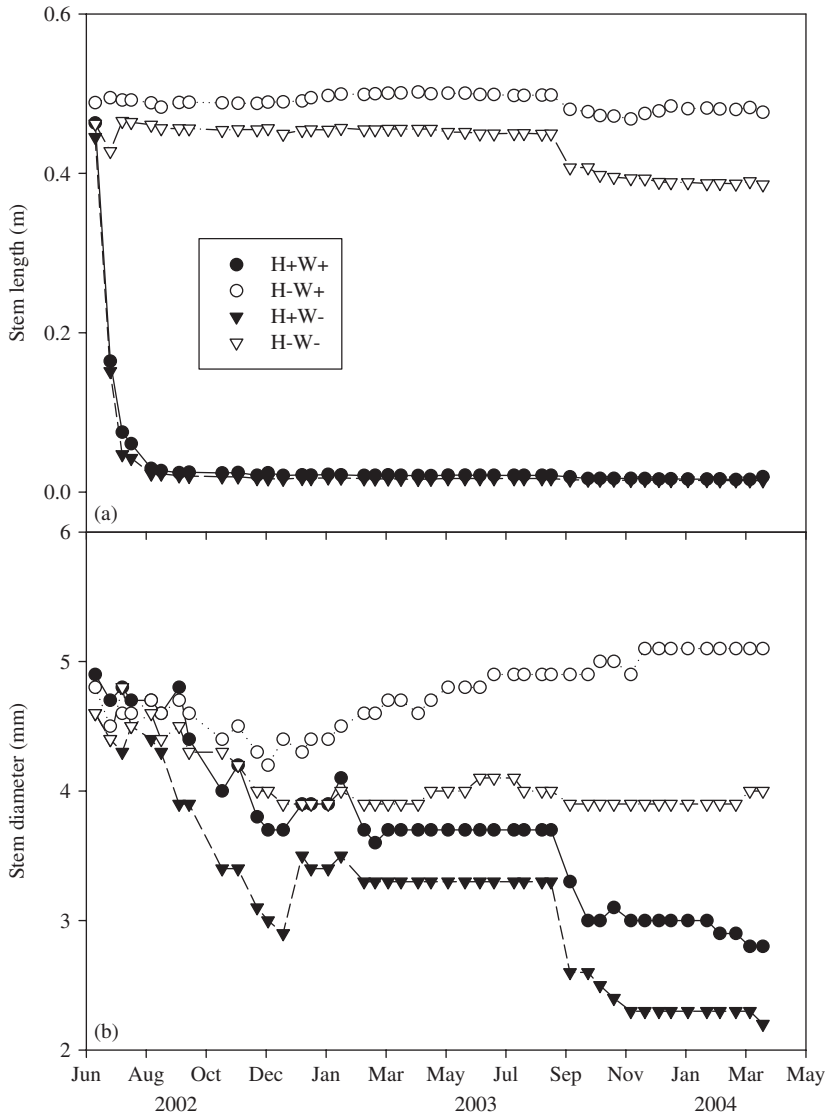 0.6
0.4
0.2
0.0
Stem length (m)
H+W+
H-W+
H+W-
H-W-
(a)
6
5
4
3
2
Stem diameter (mm)
(b)
Jun Aug Oct Dec Jan Mar May Jul Sep Nov Jan Mar May
2002 2003 2004